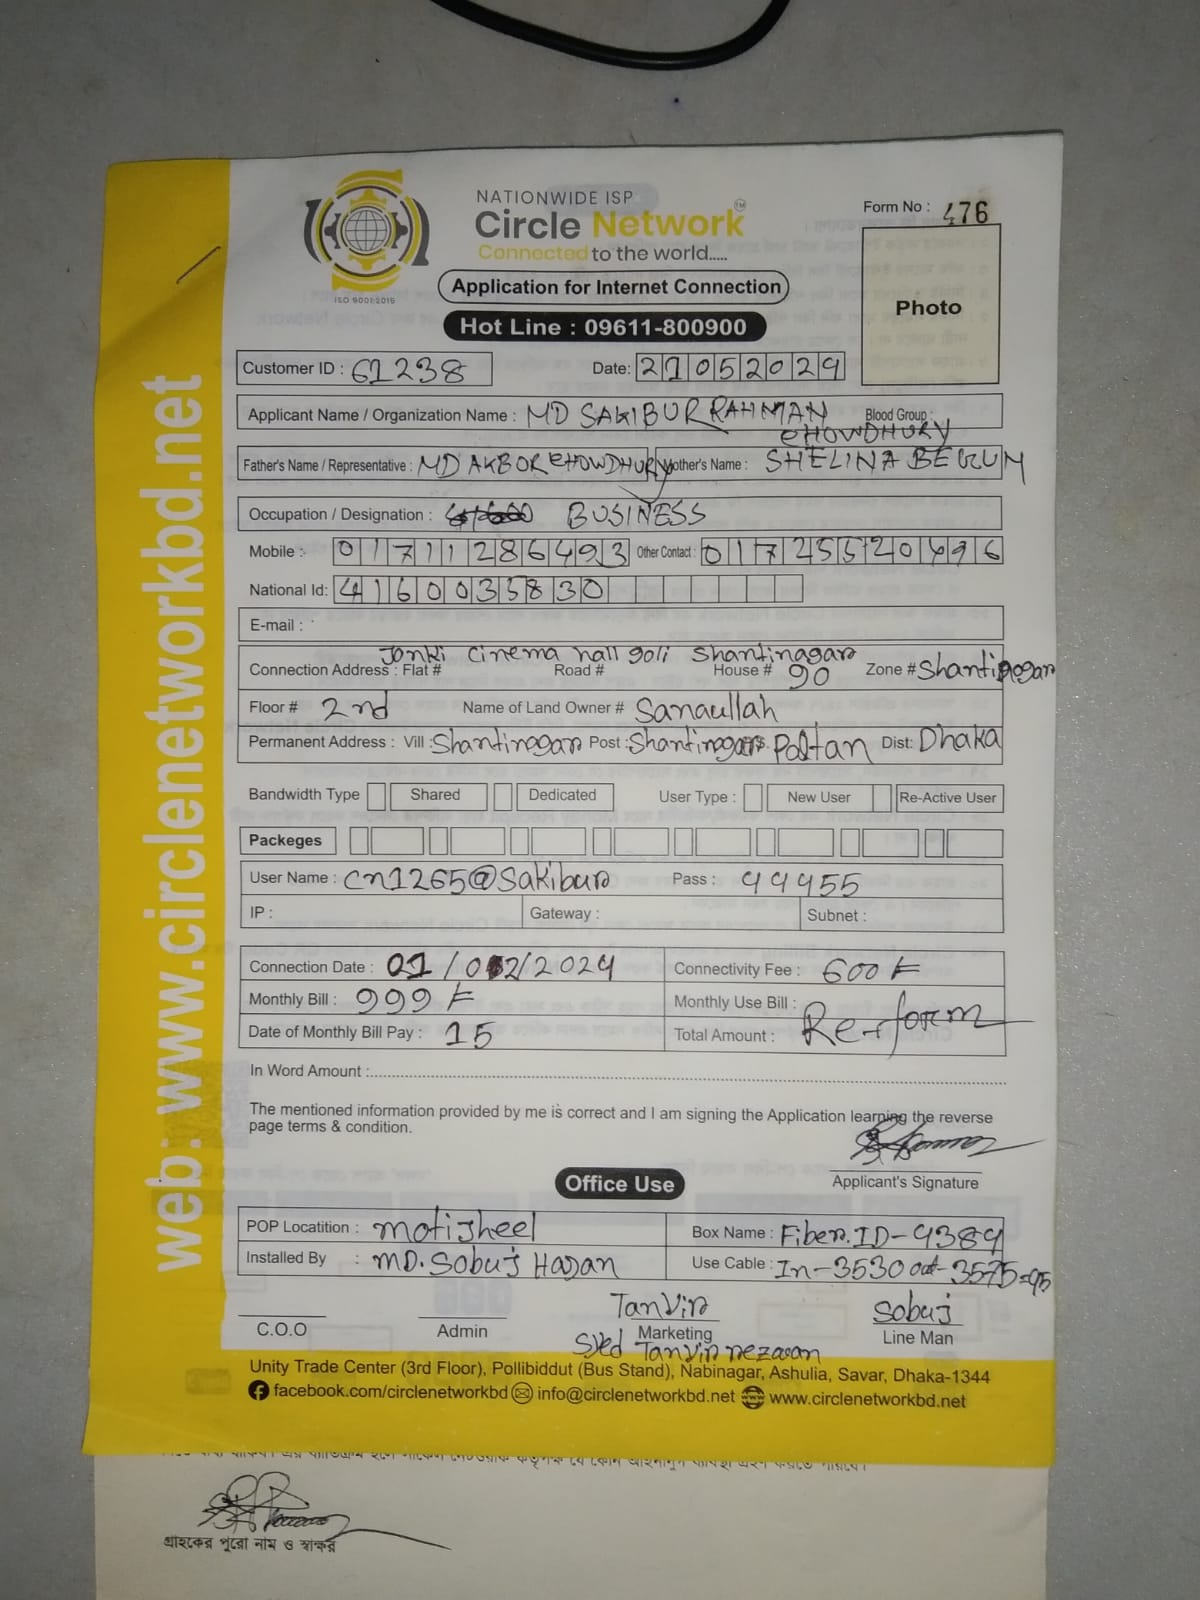 NATIONWIDE ISP
Circle Network™
Connected to the world.....
ISO 9001:2015
Form No : 476
Photo
Application for Internet Connection
Hot Line : 09611-800900
Customer ID : 61238 Date: 21052024
Applicant Name / Organization Name : MD SAKIBUR RAHMAN Blood Group :
CHOWDHURY
Father's Name / Representative : MD AKBOR CHOWDHURY Mother's Name : SHELINA BEGUM
Occupation / Designation : BUSINESS
Mobile : 01711286493 Other Contact : 01725520496
National Id: 4160035830
E-mail :
Jonki Cinema hall goli Shantinagar
Connection Address : Flat # Road # House # 90 Zone # Shantinagar
Floor # 2nd Name of Land Owner # Sanaullah
Permanent Address : Vill : Shantinagar Post : Shantinagar Paltan Dist: Dhaka
Bandwidth Type Shared Dedicated User Type : New User Re-Active User
Packeges
User Name : cn1265@Sakibur Pass : 44455
IP : Gateway : Subnet :
Connection Date : 01/02/2024 Connectivity Fee : 600
Monthly Bill : 999 Monthly Use Bill :
Date of Monthly Bill Pay : 15 Total Amount : Re-form
In Word Amount :
The mentioned information provided by me is correct and I am signing the Application learning the reverse
page terms & condition.
Applicant's Signature
Office Use
POP Locatition : Motijheel Box Name : Fiber.ID-4384
Installed By : MD. Sobuj Hasan Use Cable : In-3530 out-3575=45
Tanvir Sobuj
C.O.O Admin Marketing Line Man
Syed Tanvir
Unity Trade Center (3rd Floor), Pollibiddut (Bus Stand), Nabinagar, Ashulia, Savar, Dhaka-1344
facebook.com/circlenetworkbd info@circlenetworkbd.net www.circlenetworkbd.net
web: www.circlenetworkbd.net
গ্রাহকের পুরো নাম ও স্বাক্ষর